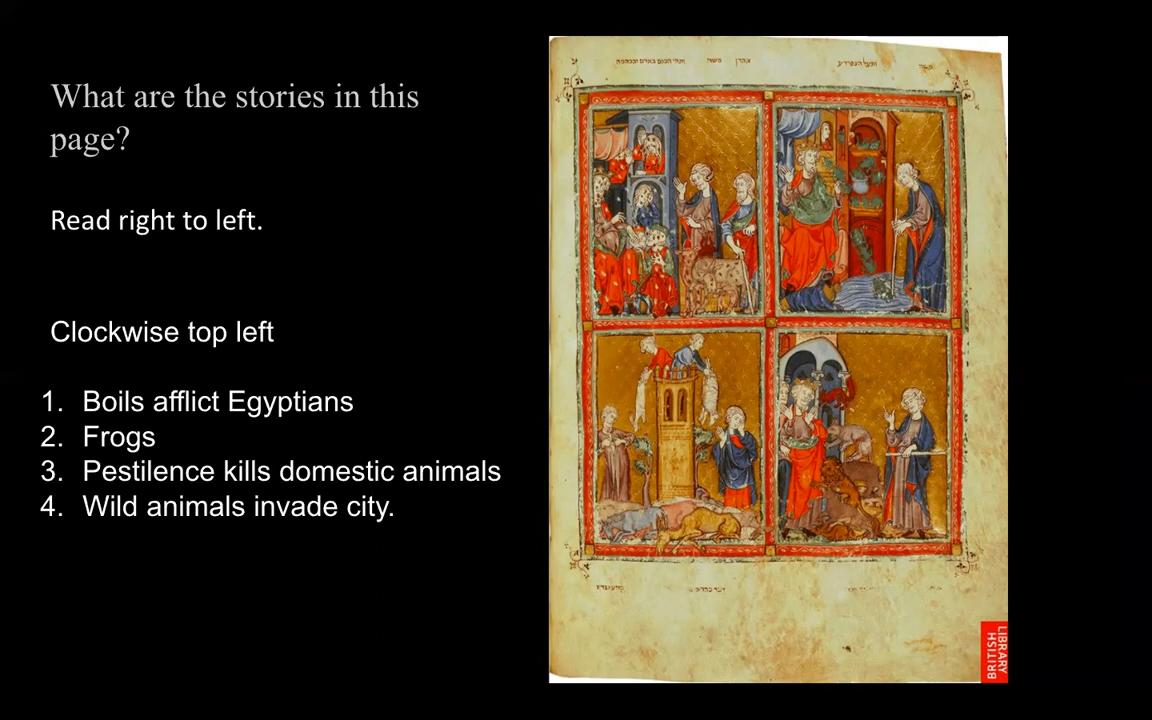 What are the stories in this
page?
Read right to left.
Clockwise top left
1. Boils afflict Egyptians
2. Frogs
3. Pestilence kills domestic animals
4. Wild animals invade city.
LIBRARY
BRITISH